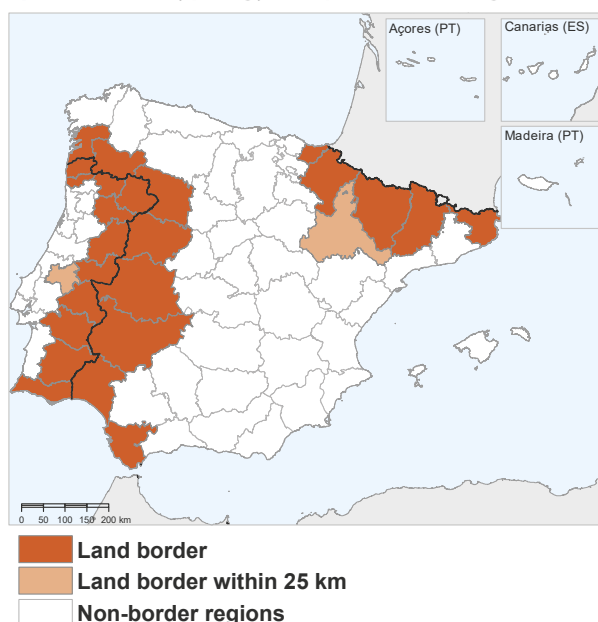 Açores (PT)
Canarias (ES)
Madeira (PT)
0 50 100 150 200 km
Land border
Land border within 25 km
Non-border regions